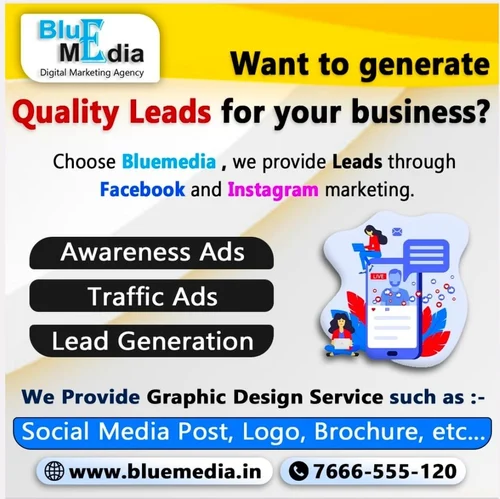 Blue
MEdia
Digital Marketing Agency
Want to generate
Quality Leads for your business?
Choose Bluemedia , we provide Leads through
Facebook and Instagram marketing.
Awareness Ads
Traffic Ads
LIVE
Lead Generation
We Provide Graphic Design Service such as :-
Social Media Post, Logo, Brochure, etc...
www.bluemedia.in
7666-555-120